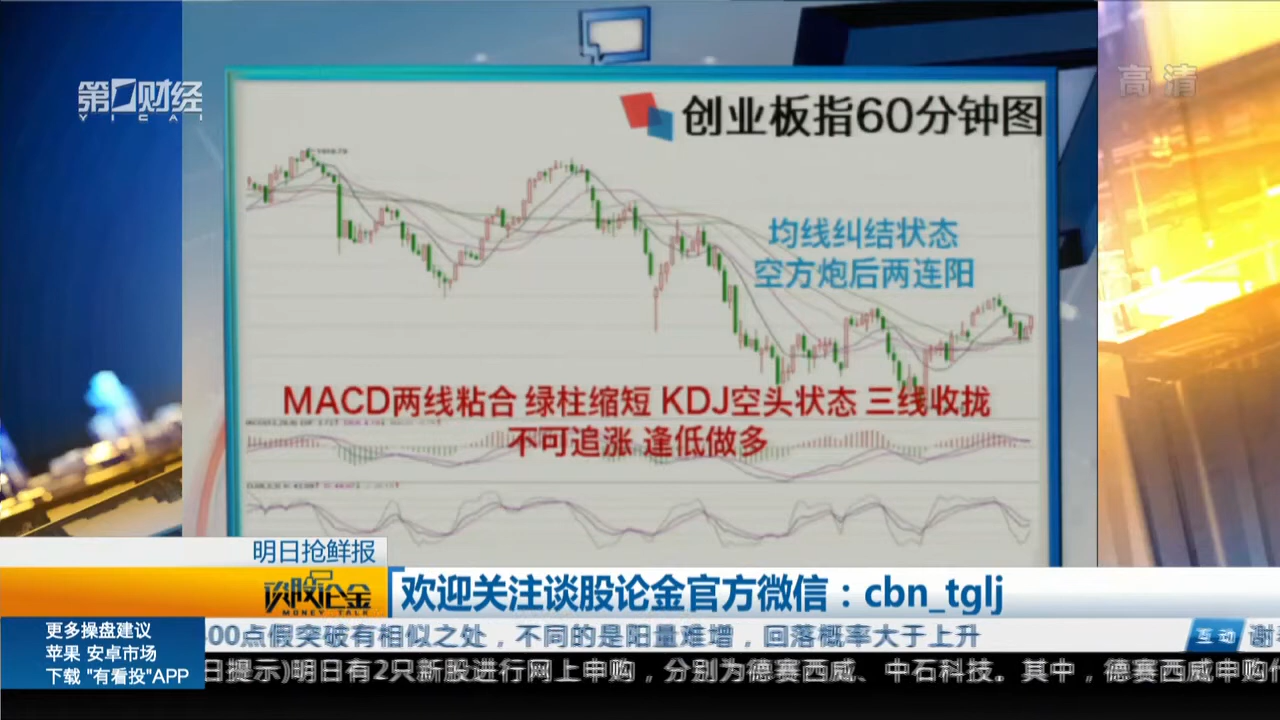 第一财经
YICAI
高清
创业板指60分钟图
均线纠结状态
空方炮后两连阳
MACD两线粘合 绿柱缩短 KDJ空头状态 三线收拢
不可追涨 逢低做多
明日抢鲜报
谈股论金
MONEY TALK
欢迎关注谈股论金官方微信：cbn_tglj
更多操盘建议
苹果 安卓市场
下载 "有看投"APP
400点假突破有相似之处，不同的是阳量难增，回落概率大于上升
互动 谢
日提示)明日有2只新股进行网上申购，分别为德赛西威、中石科技。其中，德赛西威申购